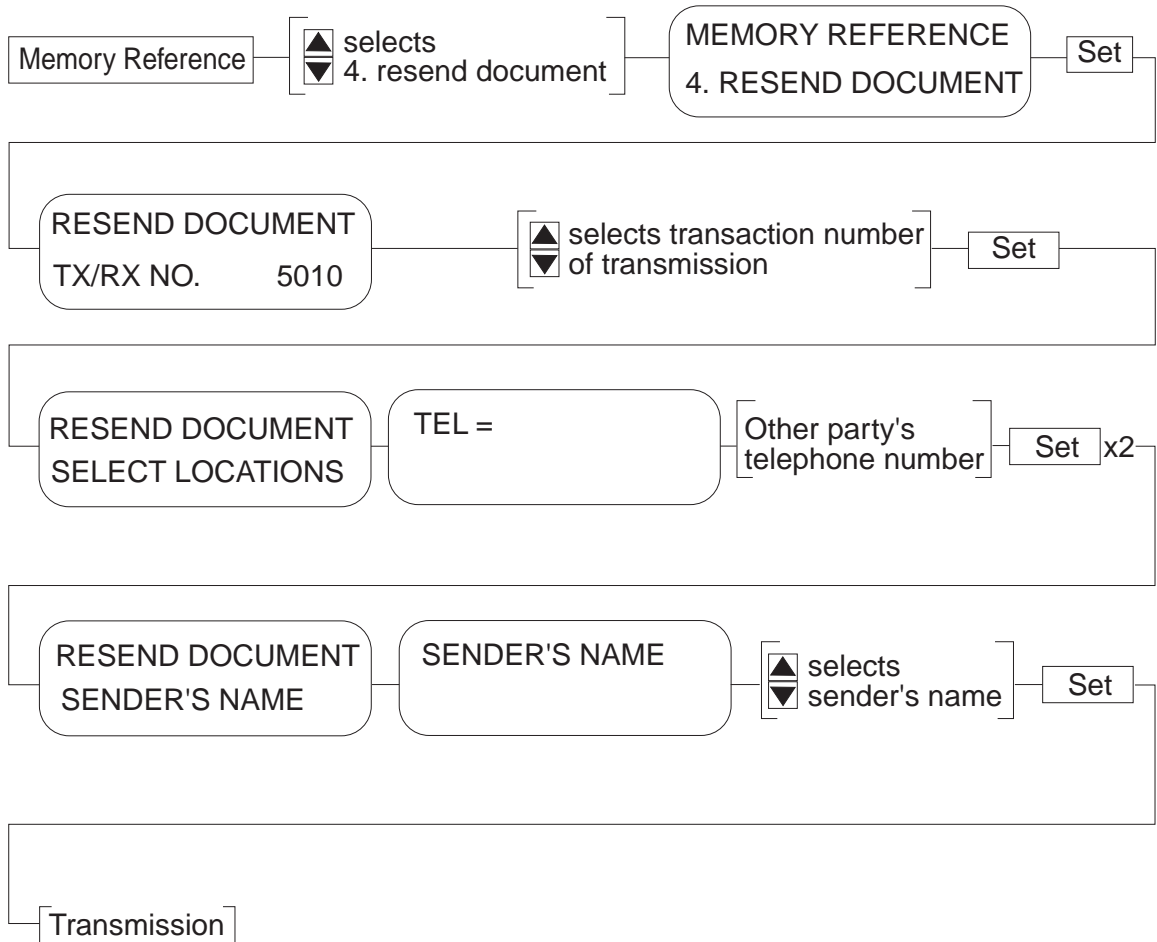 Memory Reference
▲ selects
▼ 4. resend document
MEMORY REFERENCE
4. RESEND DOCUMENT
Set
RESEND DOCUMENT
TX/RX NO. 5010
▲ selects transaction number
▼ of transmission
Set
RESEND DOCUMENT
SELECT LOCATIONS
TEL =
Other party's
telephone number
Set x2
RESEND DOCUMENT
SENDER'S NAME
SENDER'S NAME
▲ selects
▼ sender's name
Set
Transmission